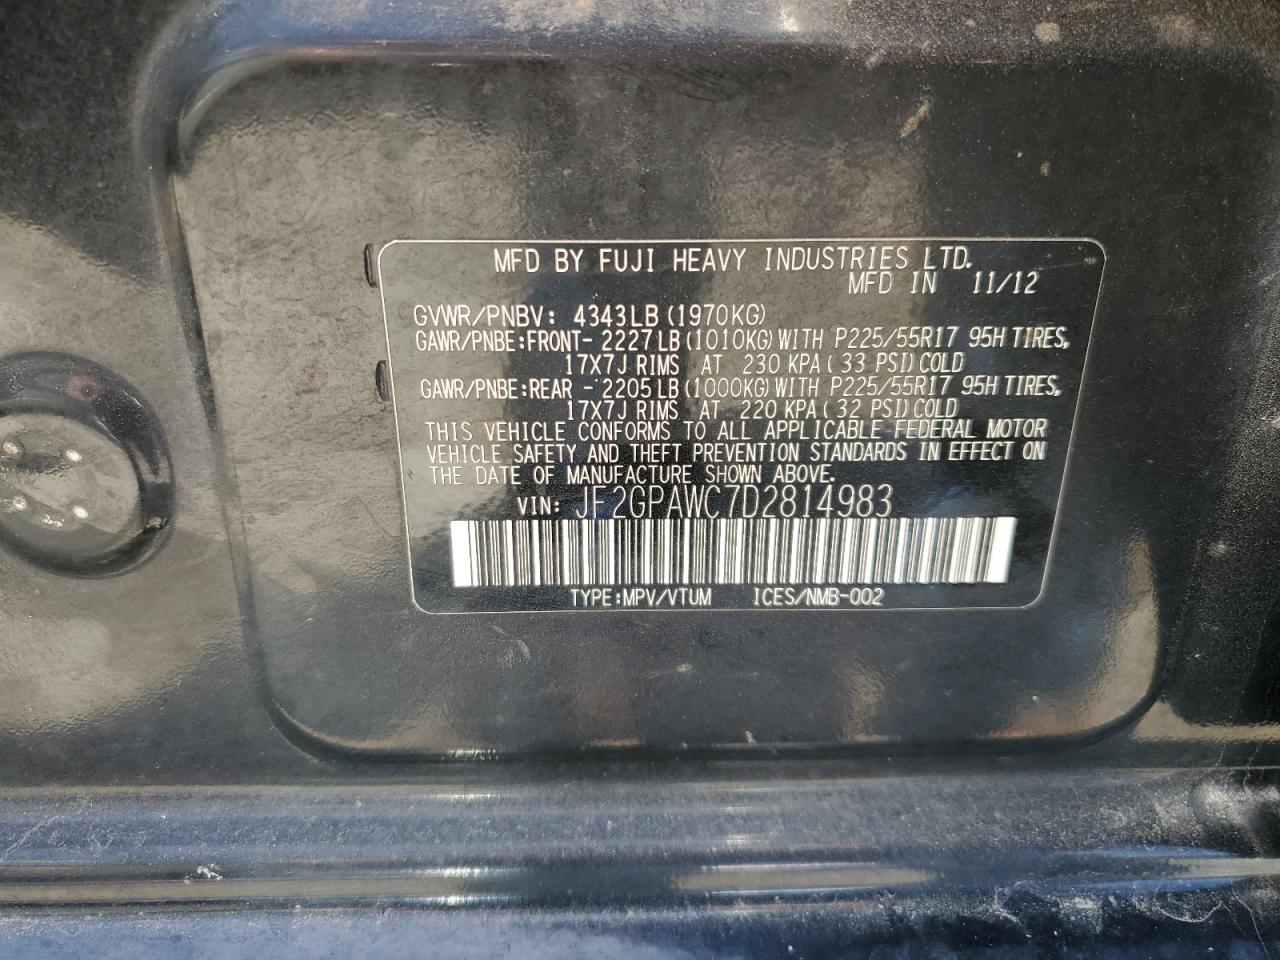 MFD BY FUJI HEAVY INDUSTRIES LTD.
MFD IN 11/12
GVWR/PNBV: 4343LB (1970KG)
GAWR/PNBE:FRONT- 2227LB (1010KG) WITH P225/55R17 95H TIRES,
17X7J RIMS AT 230 KPA (33 PSI) COLD
GAWR/PNBE:REAR - 2205LB (1000KG) WITH P225/55R17 95H TIRES,
17X7J RIMS AT 220 KPA (32 PSI) COLD
THIS VEHICLE CONFORMS TO ALL APPLICABLE FEDERAL MOTOR
VEHICLE SAFETY AND THEFT PREVENTION STANDARDS IN EFFECT ON
THE DATE OF MANUFACTURE SHOWN ABOVE.
VIN: JF2GPAWC7D2814983
TYPE:MPV/VTUM ICES/NMB-002